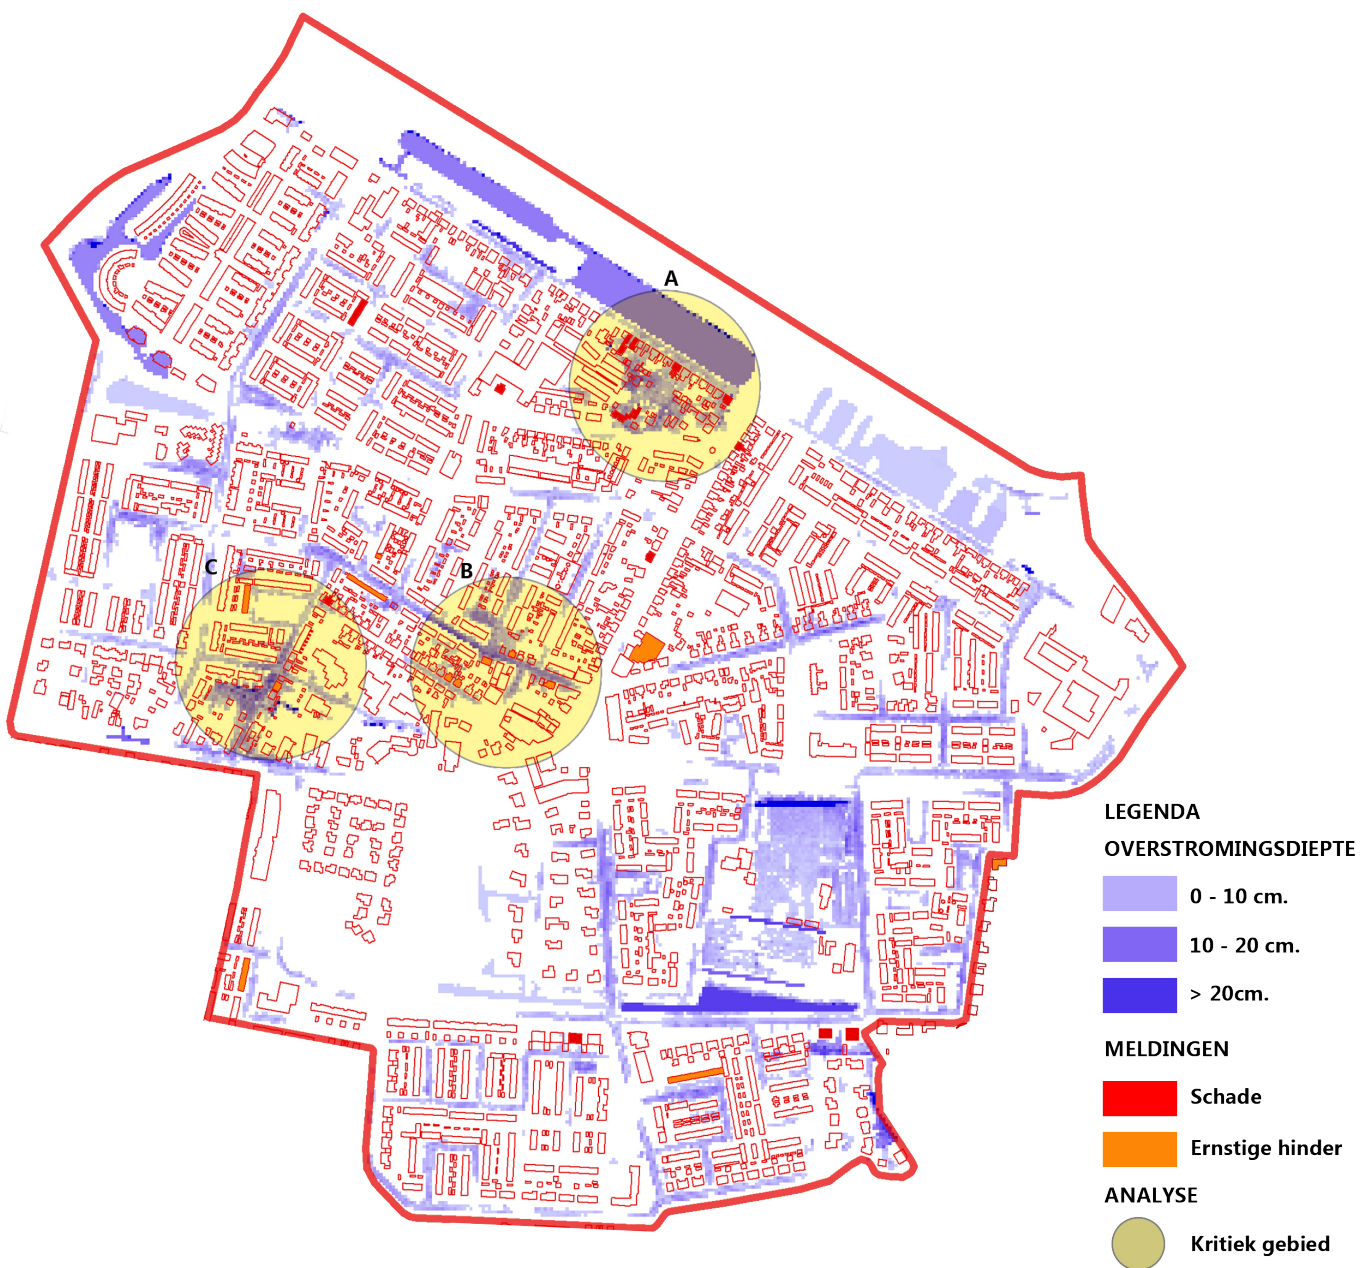 A
C
B
LEGENDA
OVERSTROMINGSDIEPTE
0 - 10 cm.
10 - 20 cm.
> 20cm.
MELDINGEN
Schade
Ernstige hinder
ANALYSE
Kritiek gebied